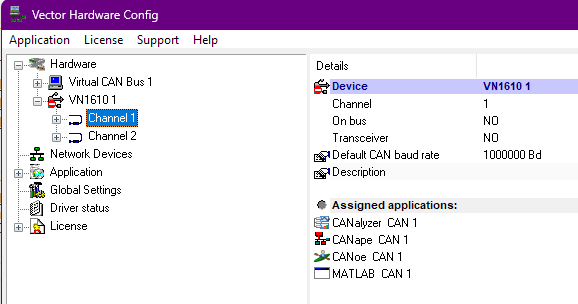 Vector Hardware Config
Application License Support Help
Hardware
Virtual CAN Bus 1
VN1610 1
Channel 1
Channel 2
Network Devices
Application
Global Settings
Driver status
License
Details
Device VN1610 1
Channel 1
On bus NO
Transceiver NO
Default CAN baud rate 1000000 Bd
Description
Assigned applications:
CANalyzer CAN 1
CANape CAN 1
CANoe CAN 1
MATLAB CAN 1